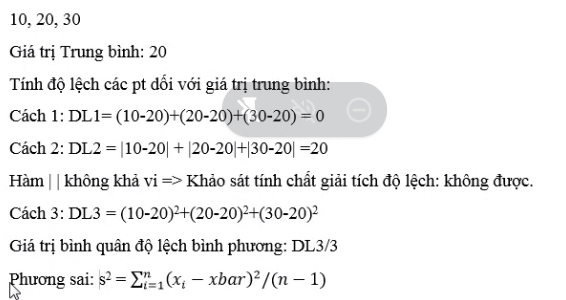 10, 20, 30
Giá trị Trung bình: 20
Tính độ lệch các pt đối với giá trị trung bình:
Cách 1: DL1= (10-20)+(20-20)+(30-20) = 0
Cách 2: DL2 = |10-20| + |20-20|+|30-20| =20
Hàm | | không khả vi => Khảo sát tính chất giải tích độ lệch: không được.
Cách 3: DL3 = (10-20)²+(20-20)²+(30-20)²
Giá trị bình quân độ lệch bình phương: DL3/3
Phương sai: s² = ∑ⁿᵢ₌₁(xᵢ − xbar)²/(n − 1)